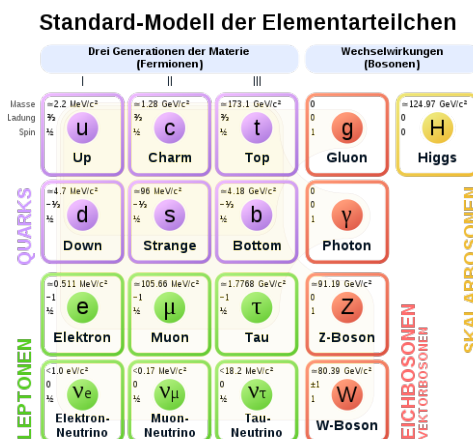 Standard-Modell der Elementarteilchen
Drei Generationen der Materie
(Fermionen)
Wechselwirkungen
(Bosonen)
I II III
Masse
Ladung
Spin
≃2.2 MeV/c²
⅔
½
u
Up
≃1.28 GeV/c²
⅔
½
c
Charm
≃173.1 GeV/c²
⅔
½
t
Top
0
0
1
g
Gluon
≃124.97 GeV/c²
0
0
H
Higgs
QUARKS
≃4.7 MeV/c²
−⅓
½
d
Down
≃96 MeV/c²
−⅓
½
s
Strange
≃4.18 GeV/c²
−⅓
½
b
Bottom
0
0
1
γ
Photon
SKALARBOSONEN
LEPTONEN
≃0.511 MeV/c²
−1
½
e
Elektron
≃105.66 MeV/c²
−1
½
μ
Muon
≃1.7768 GeV/c²
−1
½
τ
Tau
≃91.19 GeV/c²
0
1
Z
Z-Boson
EICHBOSONEN
VEKTORBOSONEN
<1.0 eV/c²
0
½
νe
Elektron-
Neutrino
<0.17 MeV/c²
0
½
νμ
Muon-
Neutrino
<18.2 MeV/c²
0
½
ντ
Tau-
Neutrino
≃80.39 GeV/c²
±1
1
W
W-Boson